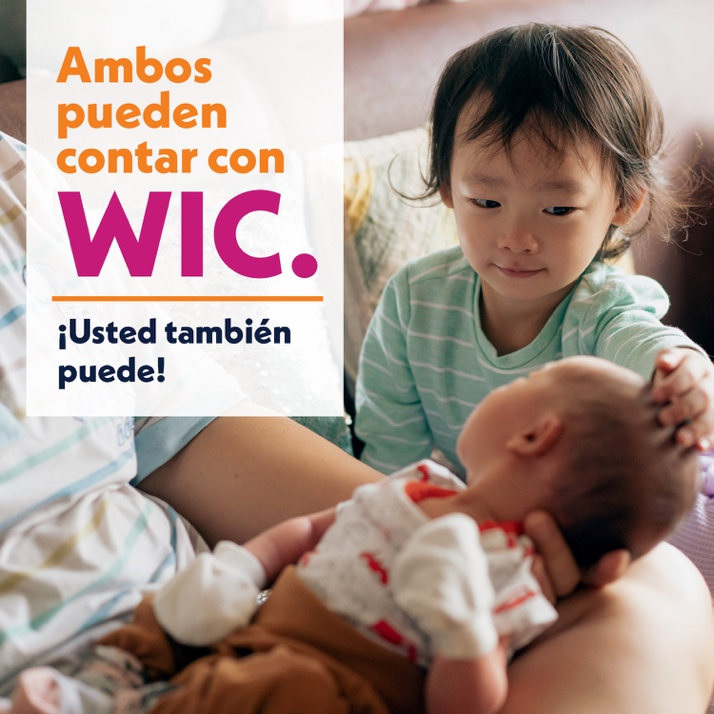 Ambos
pueden
contar con
WIC.
¡Usted también
puede!